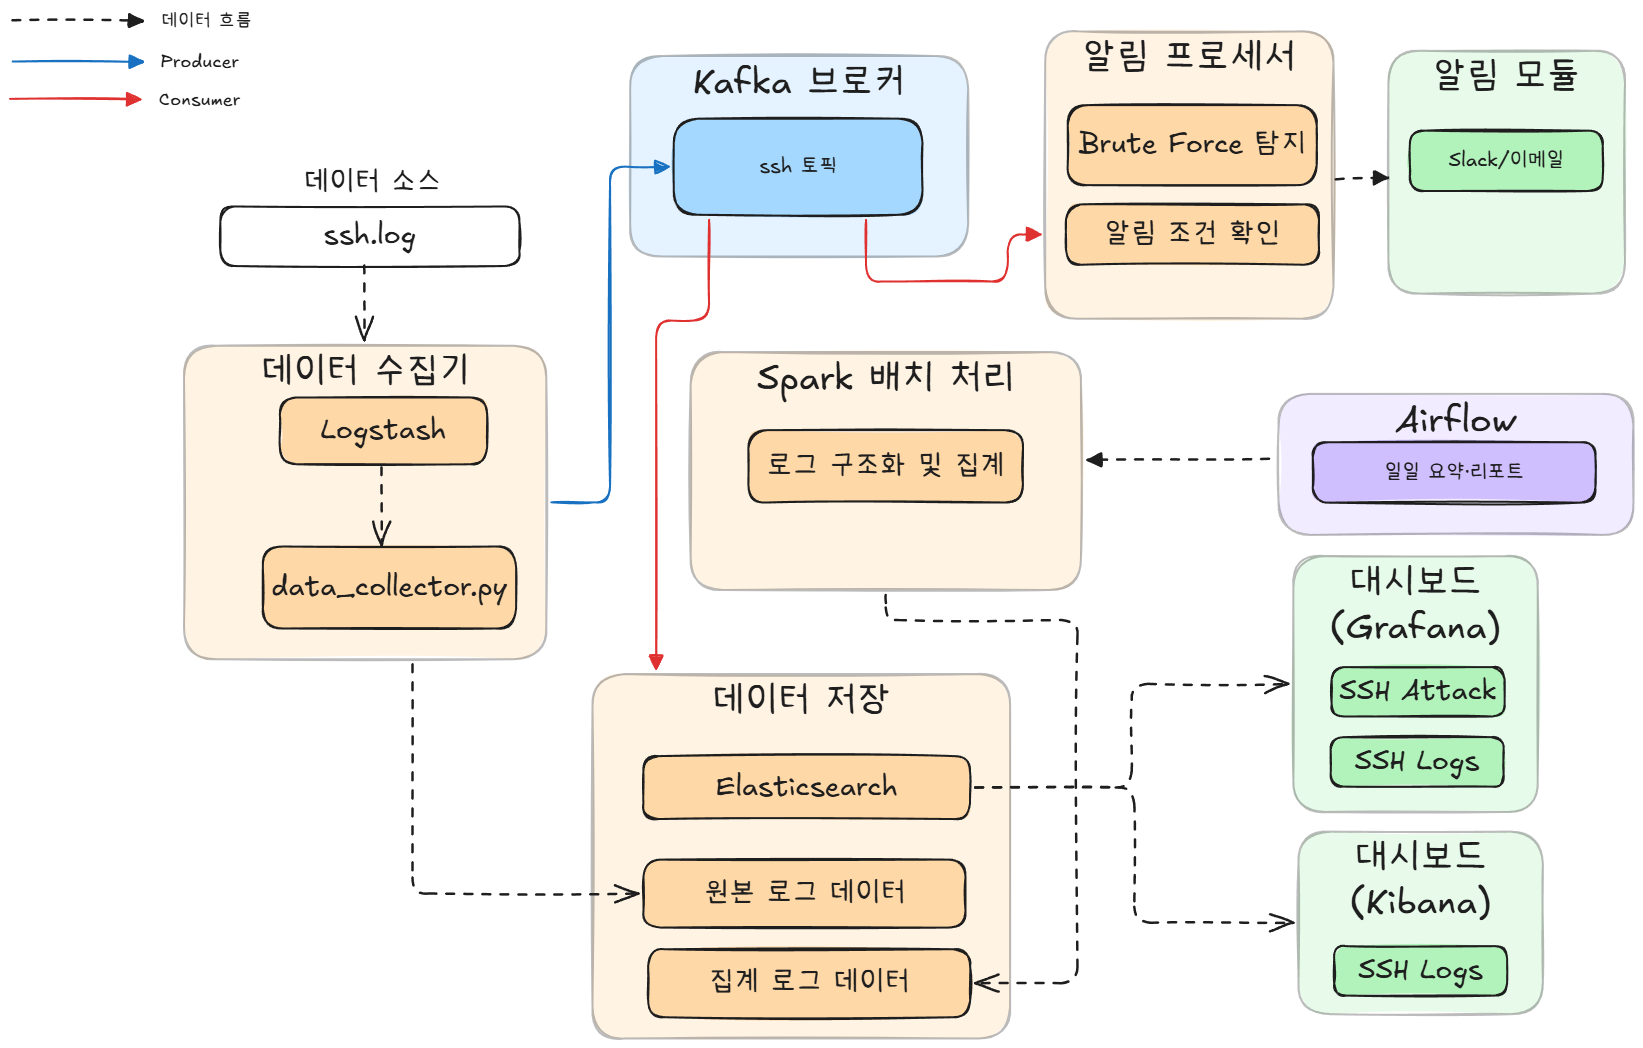 데이터 흐름
Producer
Consumer
데이터 소스
ssh.log
데이터 수집기
Logstash
data_collector.py
Kafka 브로커
ssh 토픽
알림 프로세서
Brute Force 탐지
알림 조건 확인
알림 모듈
Slack/이메일
Spark 배치 처리
로그 구조화 및 집계
Airflow
일일 요약·리포트
데이터 저장
Elasticsearch
원본 로그 데이터
집계 로그 데이터
대시보드
(Grafana)
SSH Attack
SSH Logs
대시보드
(Kibana)
SSH Logs